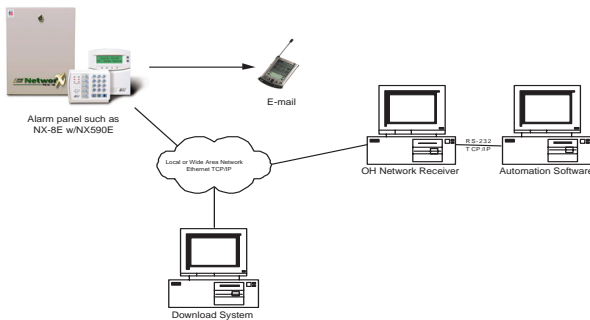 NetworX
E-mail
Alarm panel such as
NX-8E w/NX590E
Local or Wide Area Network
Ethernet TCP/IP
RS-232
TCP/IP
OH Network Receiver
Automation Software
Download System